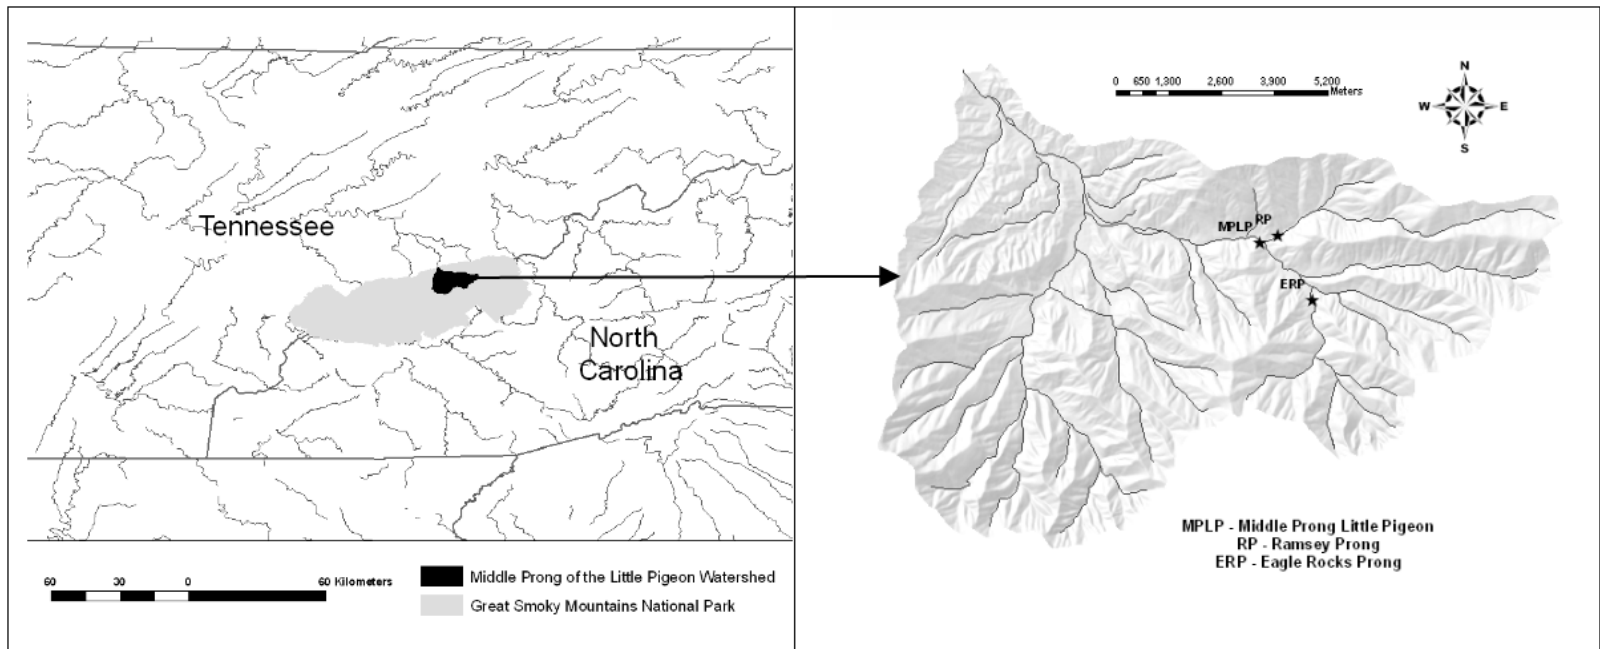 Tennessee
North
Carolina
60 30 0 60 Kilometers
Middle Prong of the Little Pigeon Watershed
Great Smoky Mountains National Park
0 650 1,300 2,600 3,900 5,200
Meters
N
W E
S
RP
MPLP
ERP
MPLP - Middle Prong Little Pigeon
RP - Ramsey Prong
ERP - Eagle Rocks Prong